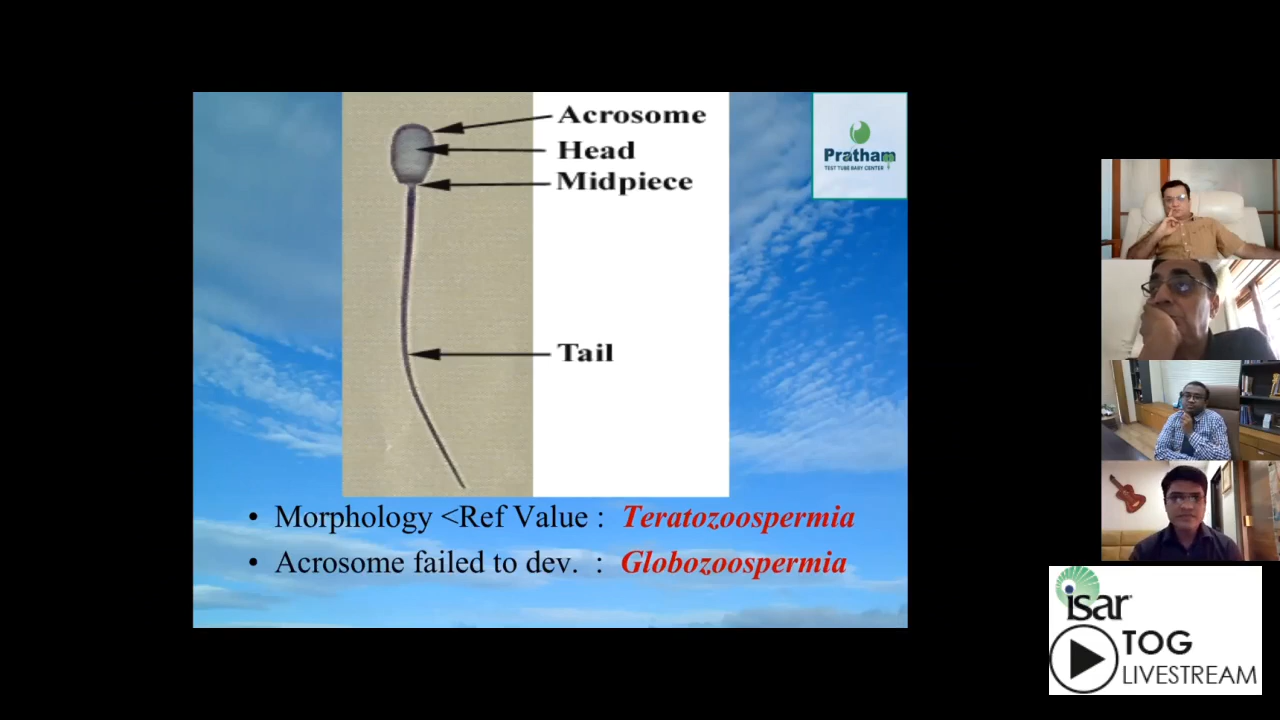 Acrosome
Head
Midpiece
Tail
Pratham
TEST TUBE BABY CENTER
• Morphology <Ref Value : Teratozoospermia
• Acrosome failed to dev. : Globozoospermia
isar
TOG
LIVESTREAM